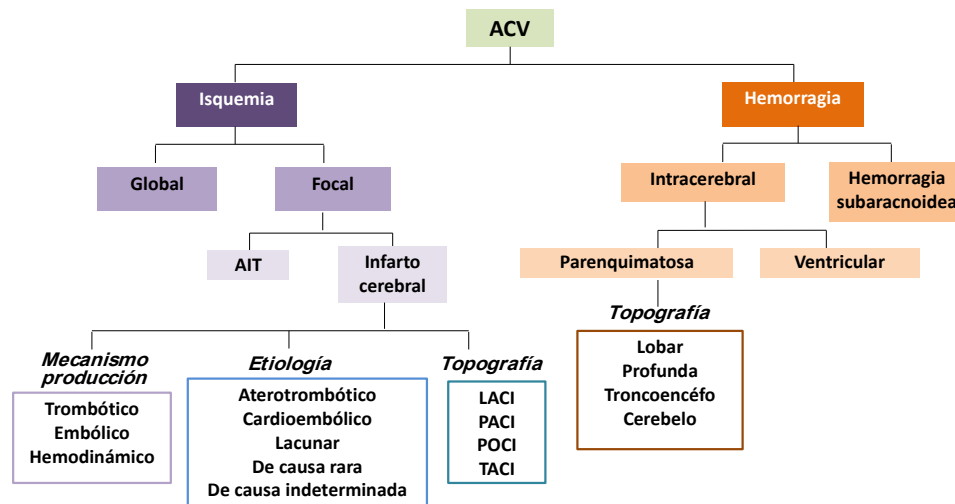 ACV
Isquemia
Hemorragia
Global
Focal
Intracerebral
Hemorragia
subaracnoidea
AIT
Infarto
cerebral
Parenquimatosa
Ventricular
Mecanismo
producción
Trombótico
Embólico
Hemodinámico
Etiología
Aterotrombótico
Cardioembólico
Lacunar
De causa rara
De causa indeterminada
Topografía
LACI
PACI
POCI
TACI
Topografía
Lobar
Profunda
Troncoencéfo
Cerebelo